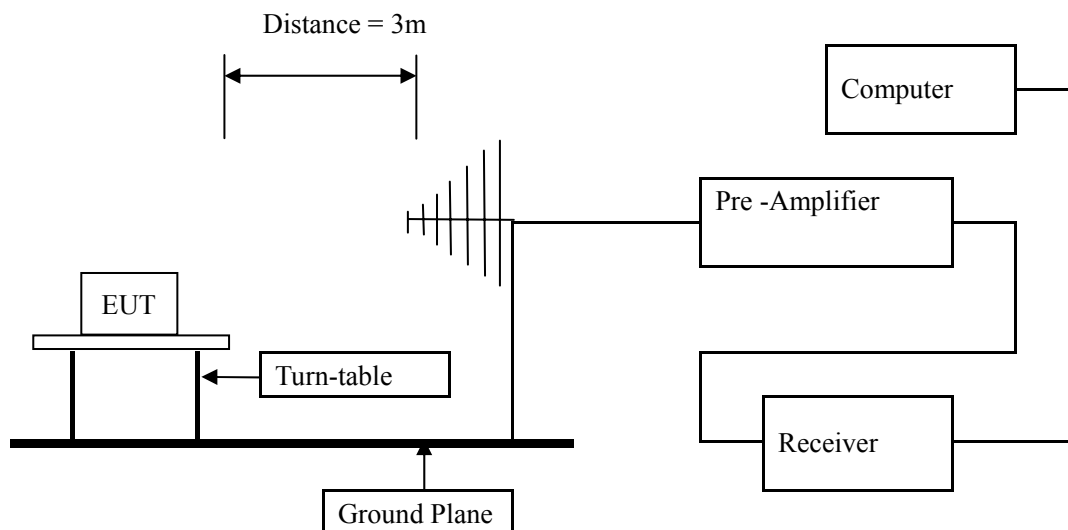 Distance = 3m
Computer
Pre -Amplifier
EUT
Turn-table
Receiver
Ground Plane